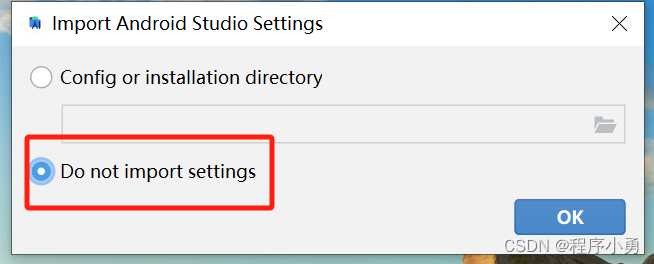 Import Android Studio Settings
Config or installation directory
Do not import settings
OK
CSDN @程序小勇